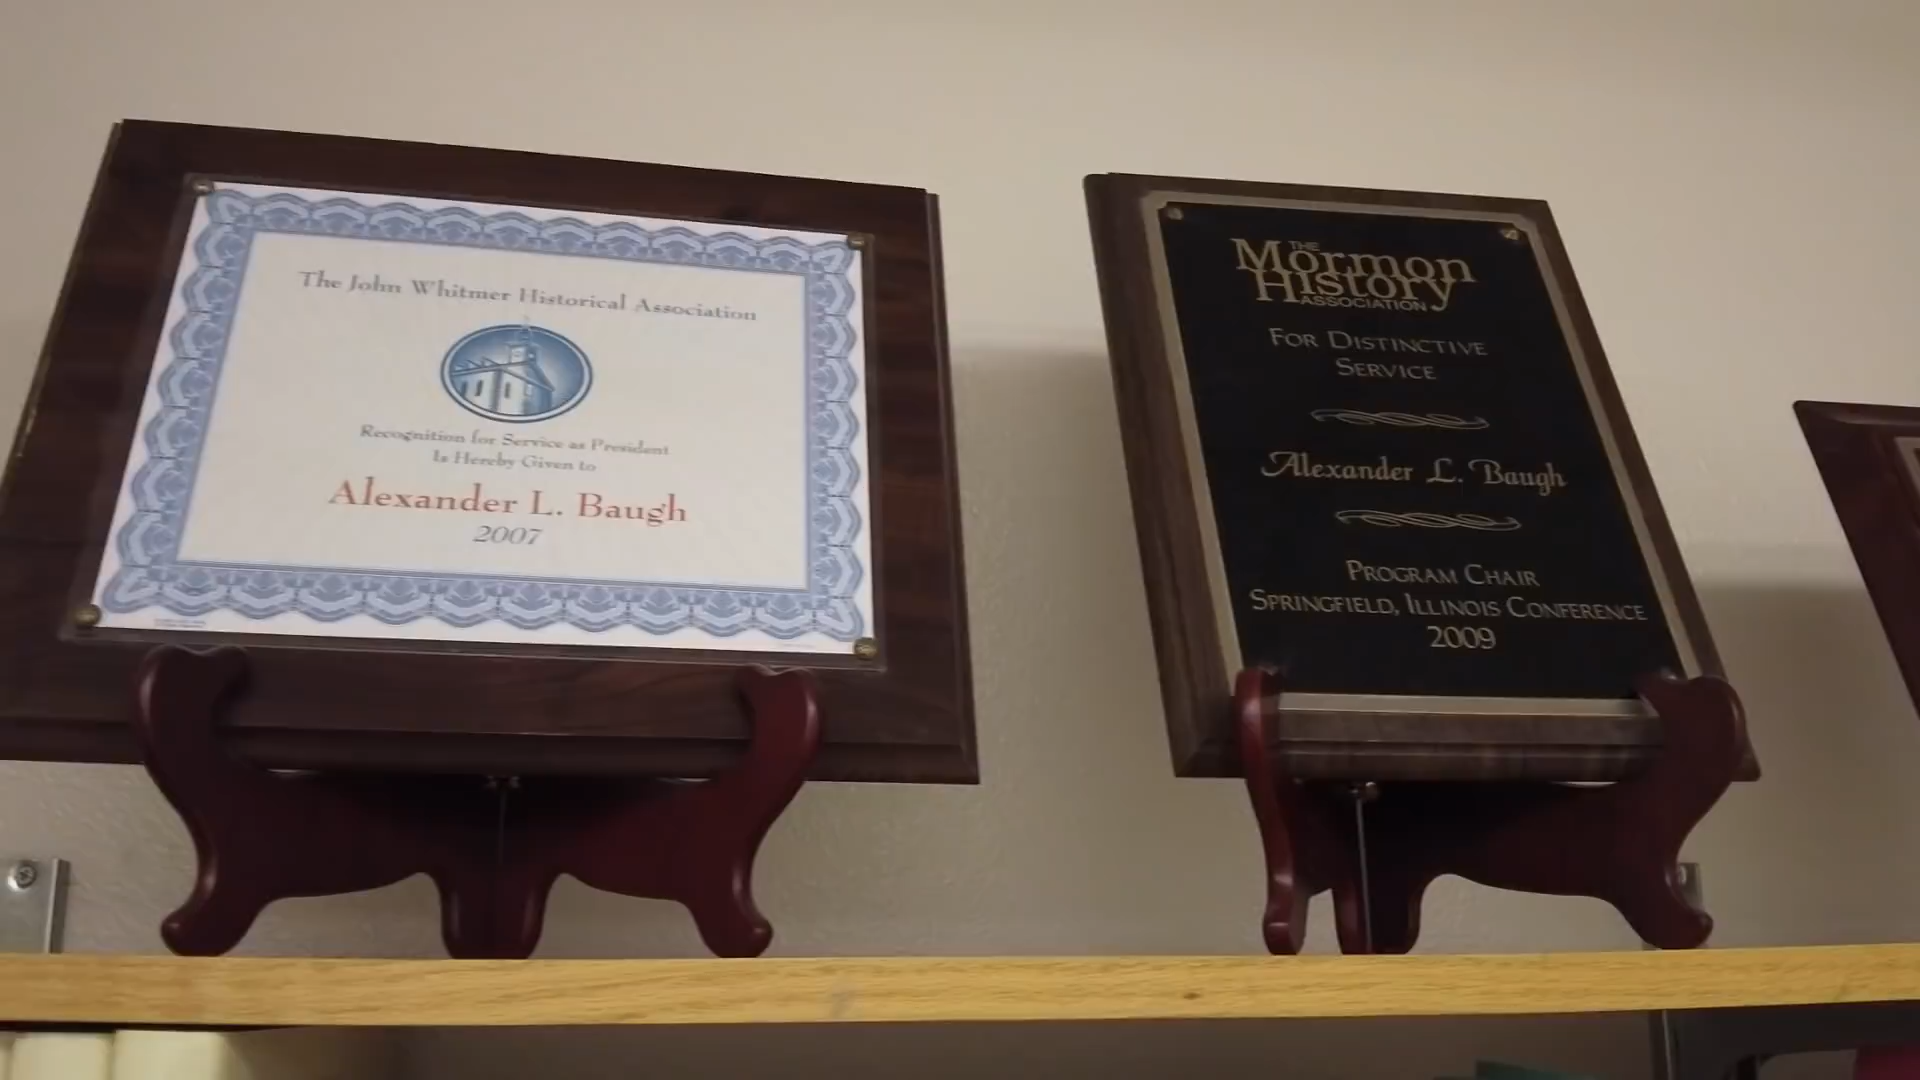 The John Whitmer Historical Association
Recognition for Service as President
Is Hereby Given to
Alexander L. Baugh
2007
THE
Mormon
History
ASSOCIATION
FOR DISTINCTIVE
SERVICE
Alexander L. Baugh
PROGRAM CHAIR
SPRINGFIELD, ILLINOIS CONFERENCE
2009